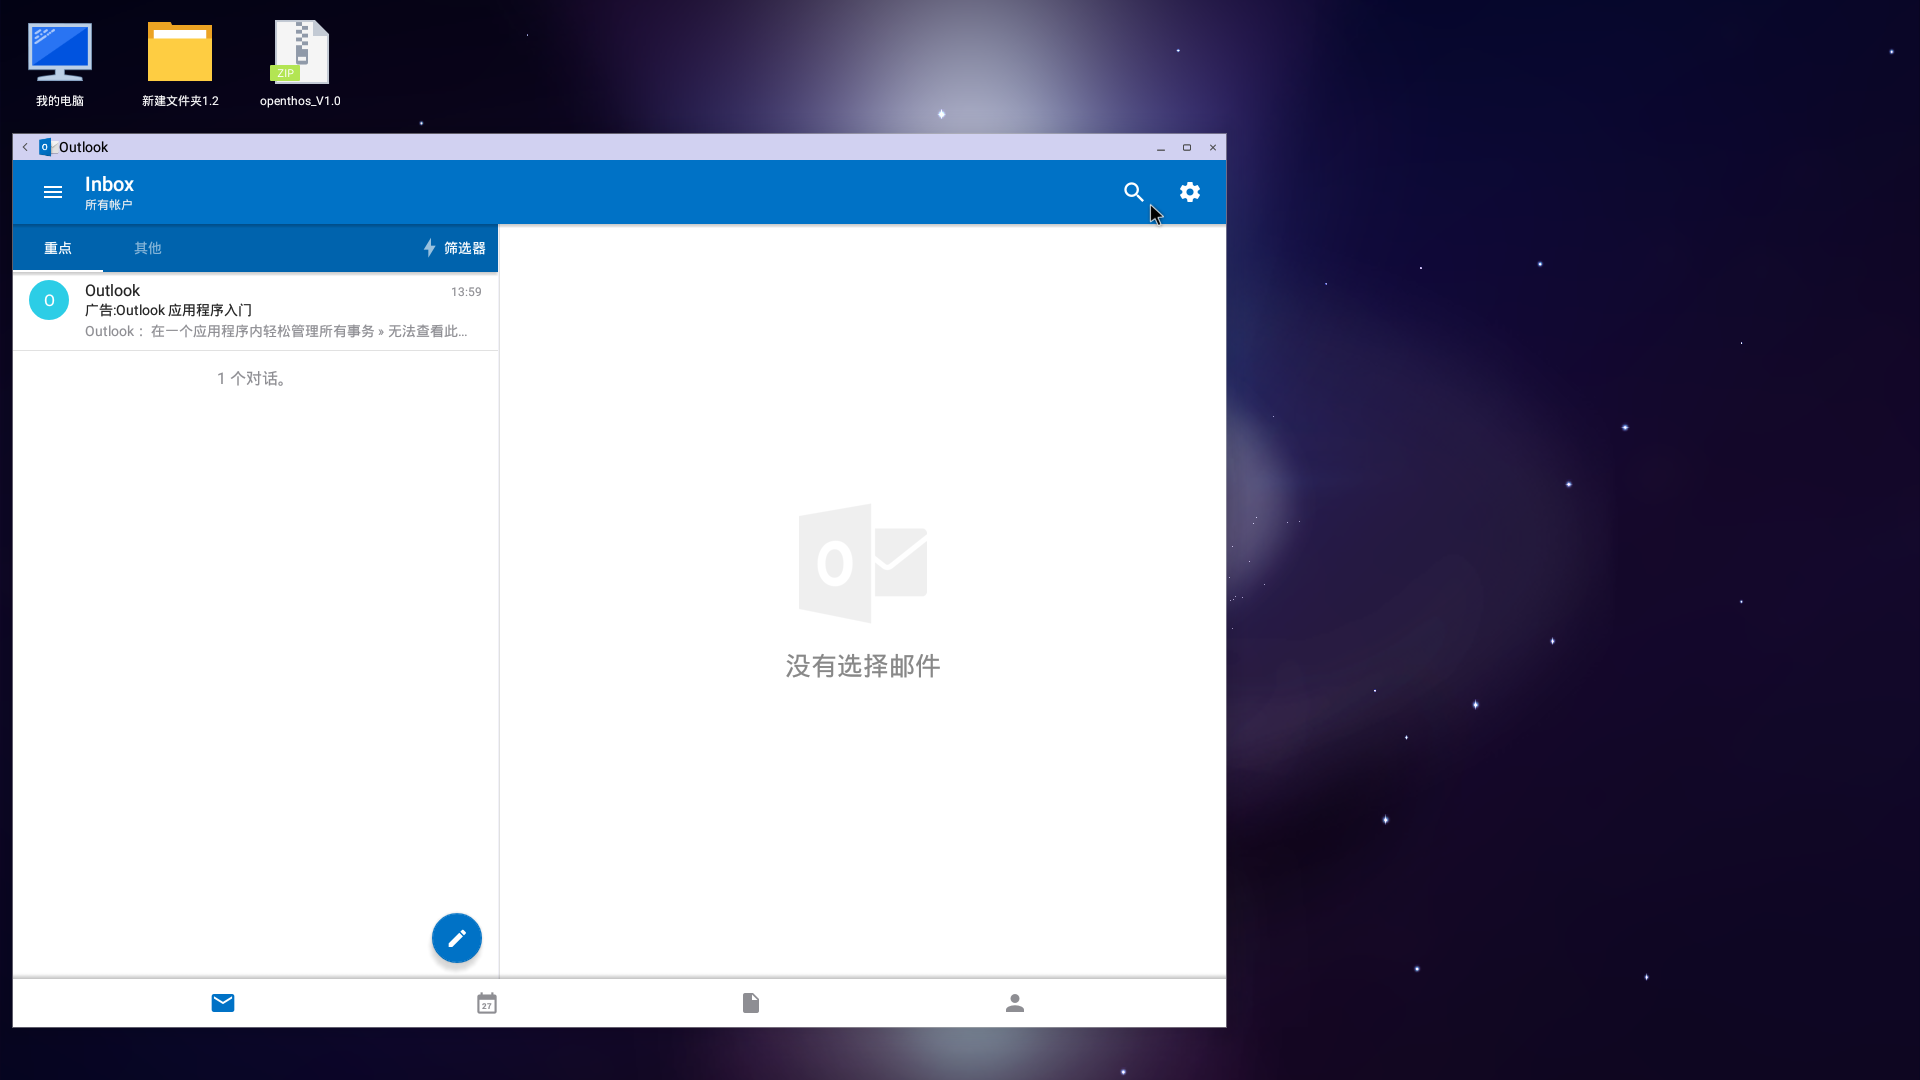 我的电脑
新建文件夹1.2
ZIP
openthos_V1.0
Outlook
Inbox
所有帐户
重点
其他
筛选器
O
Outlook
13:59
广告:Outlook 应用程序入门
Outlook： 在一个应用程序内轻松管理所有事务 » 无法查看此...
1 个对话。
没有选择邮件
27